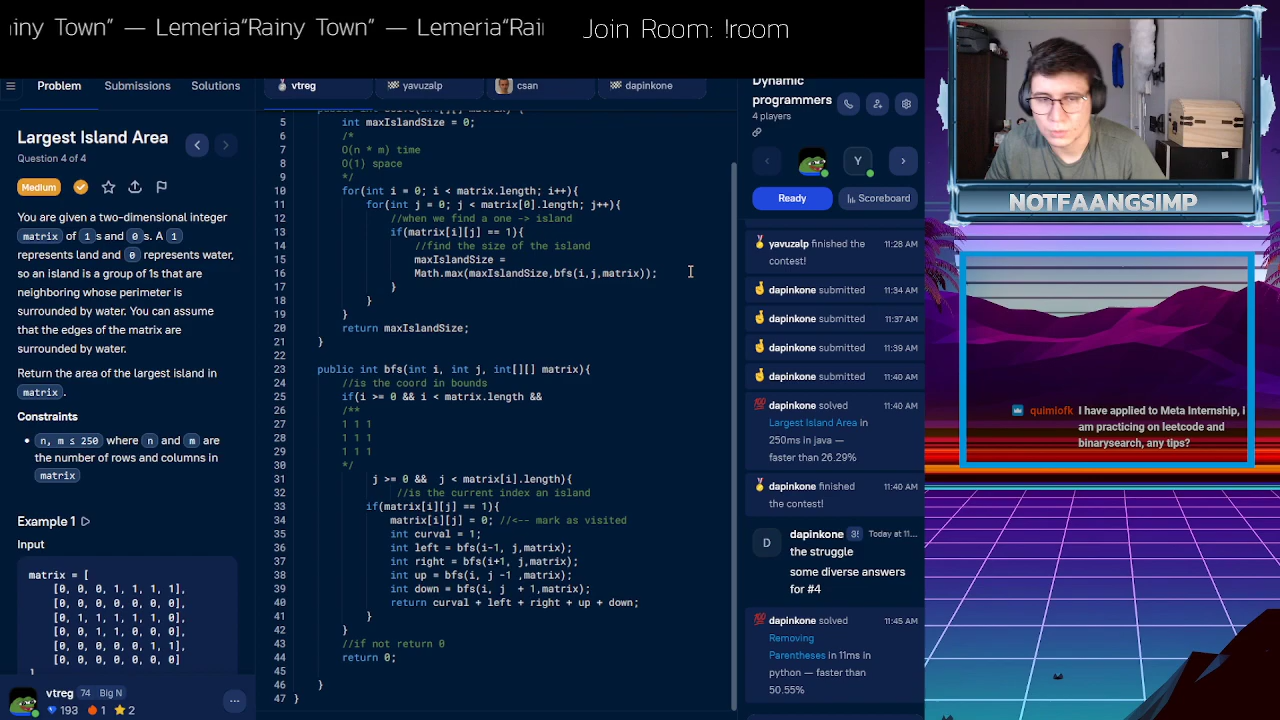 ainy Town" — Lemeria"Rainy Town" — Lemeria"Rai
Join Room: !room
Problem
Submissions
Solutions
Largest Island Area
Question 4 of 4
Medium
You are given a two-dimensional integer
matrix of 1s and 0s. A 1
represents land and 0 represents water,
so an island is a group of 1s that are
neighboring whose perimeter is
surrounded by water. You can assume
that the edges of the matrix are
surrounded by water.
Return the area of the largest island in
matrix.
Constraints
n, m ≤ 250 where n and m are
the number of rows and columns in
matrix
Example 1
Input
matrix = [
[0, 0, 0, 1, 1, 1, 1],
[0, 0, 0, 0, 0, 0, 0],
[0, 1, 1, 1, 1, 1, 0],
[0, 0, 1, 1, 0, 0, 0],
[0, 0, 0, 0, 0, 1, 1],
[0, 0, 0, 0, 0, 0, 0]
]
vtreg 74 Big N
193 1 2
vtreg
yavuzalp
csan
dapinkone
5 int maxIslandSize = 0;
6 /*
7 O(n * m) time
8 O(1) space
9 */
10 for(int i = 0; i < matrix.length; i++){
11 for(int j = 0; j < matrix[0].length; j++){
12 //when we find a one -> island
13 if(matrix[i][j] == 1){
14 //find the size of the island
15 maxIslandSize =
16 Math.max(maxIslandSize,bfs(i,j,matrix));
17 }
18 }
19 }
20 return maxIslandSize;
21 }
22
23 public int bfs(int i, int j, int[][] matrix){
24 //is the coord in bounds
25 if(i >= 0 && i < matrix.length &&
26 /**
27 1 1 1
28 1 1 1
29 1 1 1
30 */
31 j >= 0 && j < matrix[i].length){
32 //is the current index an island
33 if(matrix[i][j] == 1){
34 matrix[i][j] = 0; //<-- mark as visited
35 int curval = 1;
36 int left = bfs(i-1, j,matrix);
37 int right = bfs(i+1, j,matrix);
38 int up = bfs(i, j -1 ,matrix);
39 int down = bfs(i, j + 1,matrix);
40 return curval + left + right + up + down;
41 }
42 }
43 //if not return 0
44 return 0;
45
46 }
47 }
Dynamic
programmers
4 players
Y
Ready
Scoreboard
yavuzalp finished the
contest!
11:28 AM
dapinkone submitted 11:34 AM
dapinkone submitted 11:37 AM
dapinkone submitted 11:39 AM
dapinkone submitted 11:40 AM
dapinkone solved 11:40 AM
Largest Island Area in
250ms in java —
faster than 26.29%
dapinkone finished 11:40 AM
the contest!
D
dapinkone 3! Today at 11...
the struggle
some diverse answers
for #4
dapinkone solved 11:45 AM
Removing
Parentheses in 11ms in
python — faster than
50.55%
NOTFAANGSIMP
quimiofk I have applied to Meta Internship, i
am practicing on leetcode and
binarysearch, any tips?